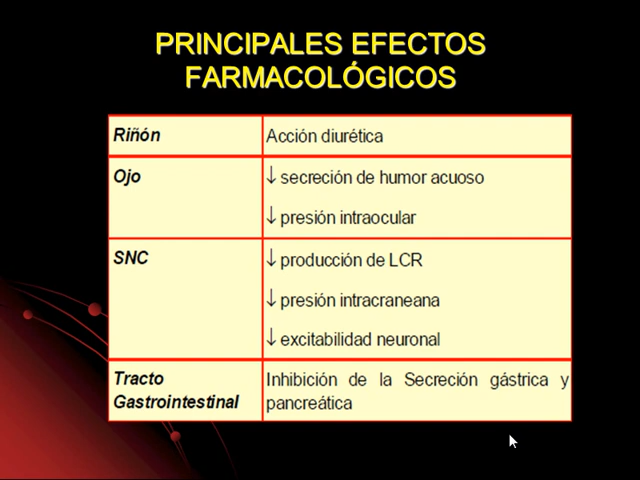 PRINCIPALES EFECTOS
FARMACOLÓGICOS
Riñón
Acción diurética
Ojo
↓ secreción de humor acuoso
↓ presión intraocular
SNC
↓ producción de LCR
↓ presión intracraneana
↓ excitabilidad neuronal
Tracto
Gastrointestinal
Inhibición de la Secreción gástrica y
pancreática